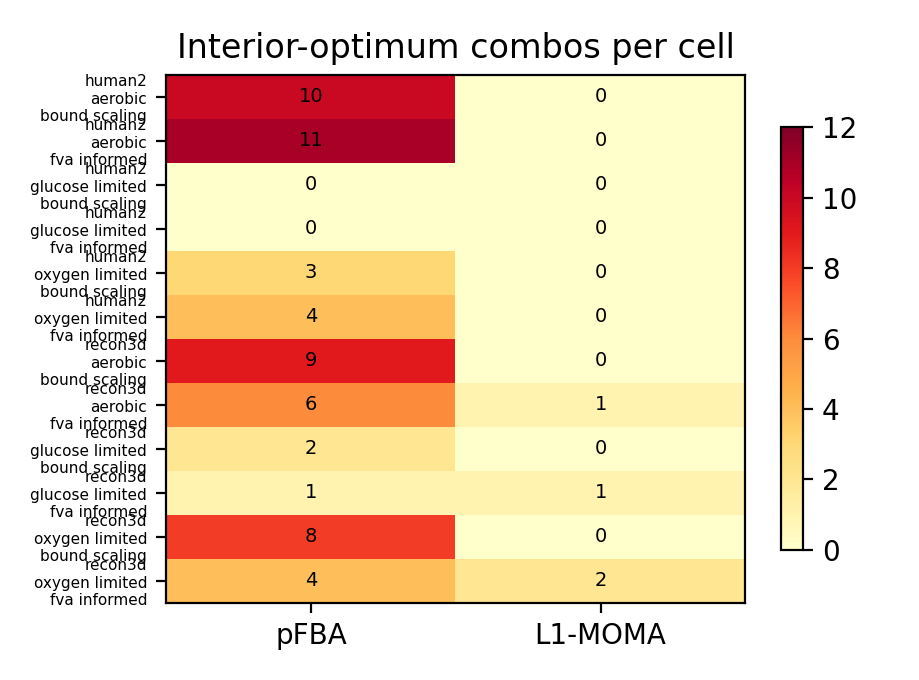 Interior-optimum combos per cell
human2
aerobic
bound scaling
10
0
human2
aerobic
fva informed
11
0
human2
glucose limited
bound scaling
0
0
human2
glucose limited
fva informed
0
0
human2
oxygen limited
bound scaling
3
0
human2
oxygen limited
fva informed
4
0
recon3d
aerobic
bound scaling
9
0
recon3d
aerobic
fva informed
6
1
recon3d
glucose limited
bound scaling
2
0
recon3d
glucose limited
fva informed
1
1
recon3d
oxygen limited
bound scaling
8
0
recon3d
oxygen limited
fva informed
4
2
pFBA
L1-MOMA
12
10
8
6
4
2
0